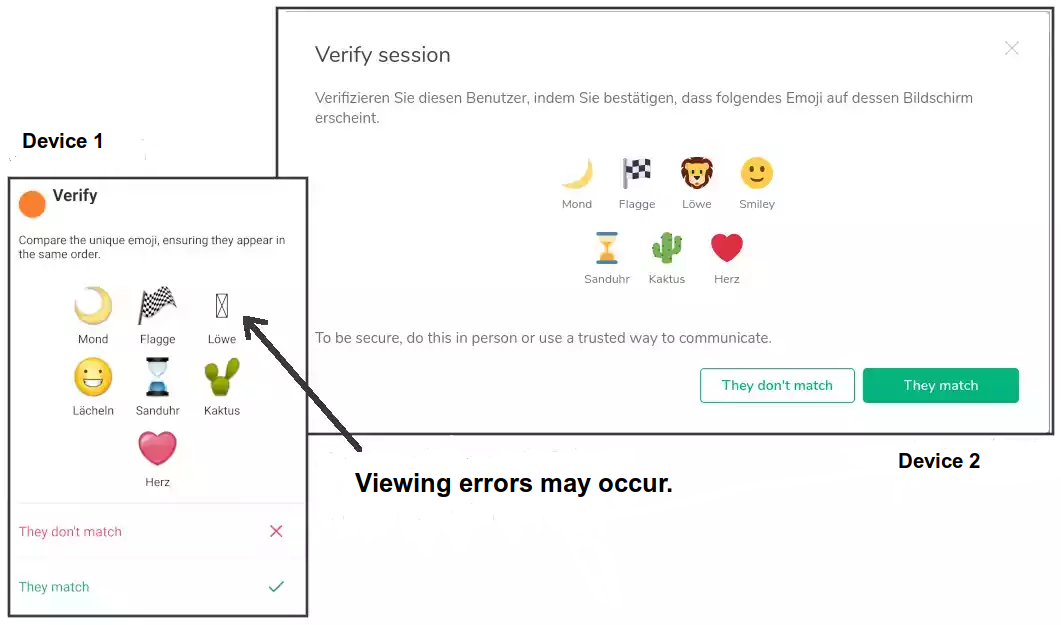 Device 1
Verify
Compare the unique emoji, ensuring they appear in
the same order.
Mond Flagge Löwe
Lächeln Sanduhr Kaktus
Herz
They don't match
They match
Verify session
Verifizieren Sie diesen Benutzer, indem Sie bestätigen, dass folgendes Emoji auf dessen Bildschirm
erscheint.
Mond Flagge Löwe Smiley
Sanduhr Kaktus Herz
To be secure, do this in person or use a trusted way to communicate.
They don't match They match
Device 2
Viewing errors may occur.